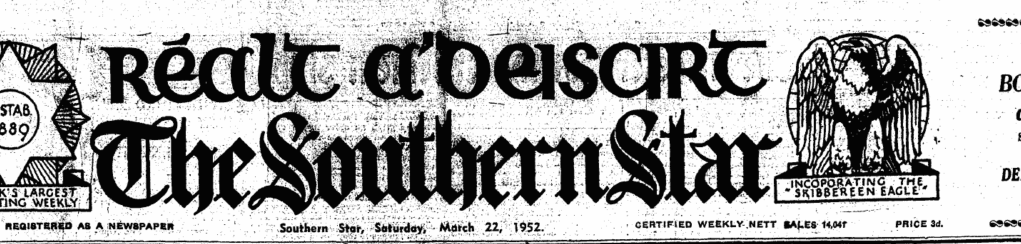 Réalt a'Deiscirt
The Southern Star
STAB.
889
K'S LARGEST
TING WEEKLY
"INCOPORATING THE
"SKIBBEREEN EAGLE"
REGISTERED AS A NEWSPAPER
Southern Star, Saturday, March 22, 1952.
CERTIFIED WEEKLY NETT SALES 14,047
PRICE 3d.
BO
DE